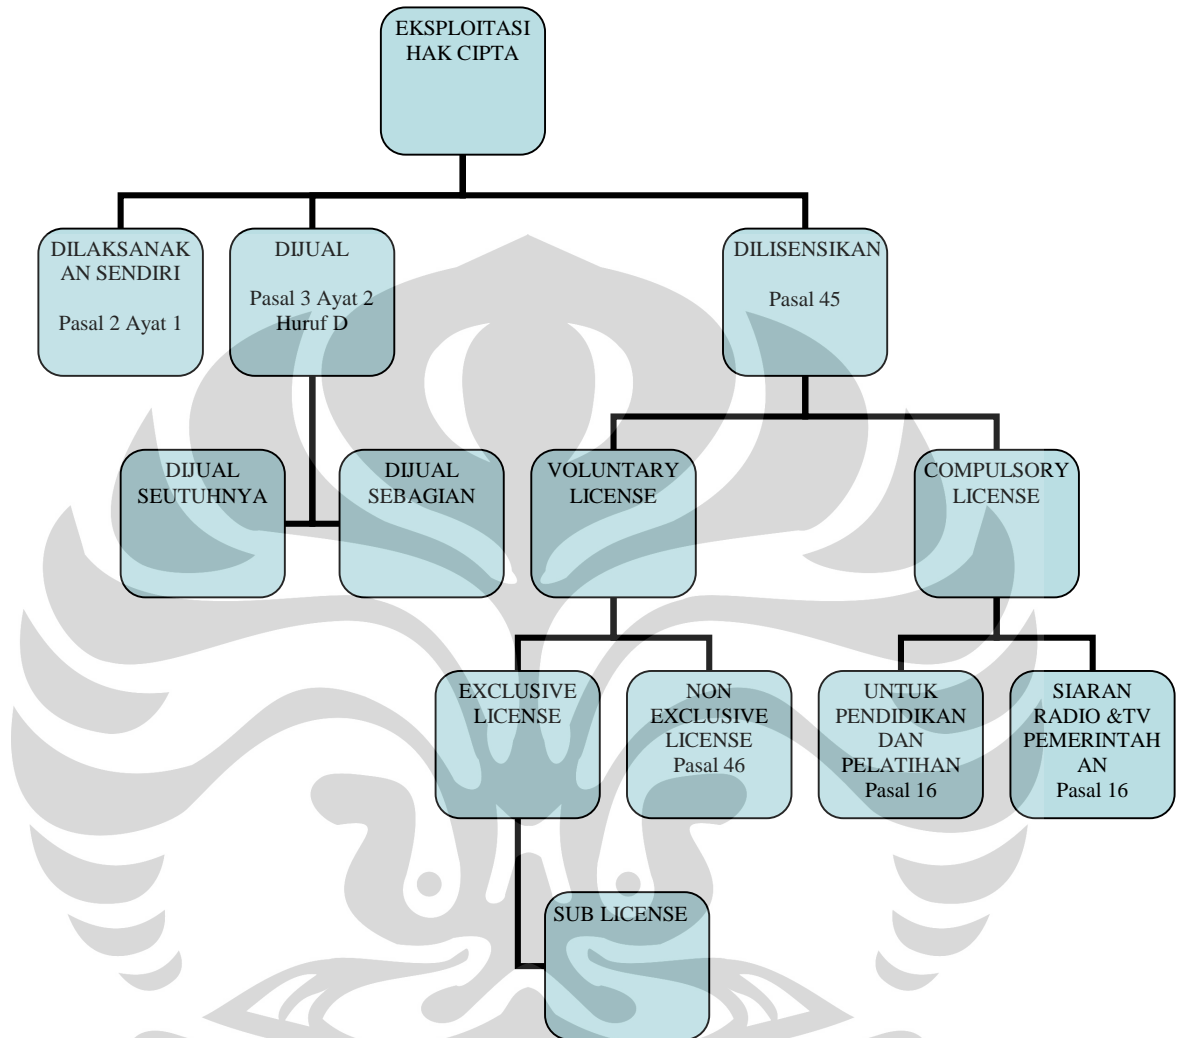 EKSPLOITASI
HAK CIPTA
DILAKSANAK
AN SENDIRI
Pasal 2 Ayat 1
DIJUAL
Pasal 3 Ayat 2
Huruf D
DILISENSIKAN
Pasal 45
DIJUAL
SEUTUHNYA
DIJUAL
SEBAGIAN
VOLUNTARY
LICENSE
COMPULSORY
LICENSE
EXCLUSIVE
LICENSE
NON
EXCLUSIVE
LICENSE
Pasal 46
UNTUK
PENDIDIKAN
DAN
PELATIHAN
Pasal 16
SIARAN
RADIO &TV
PEMERINTAH
AN
Pasal 16
SUB LICENSE